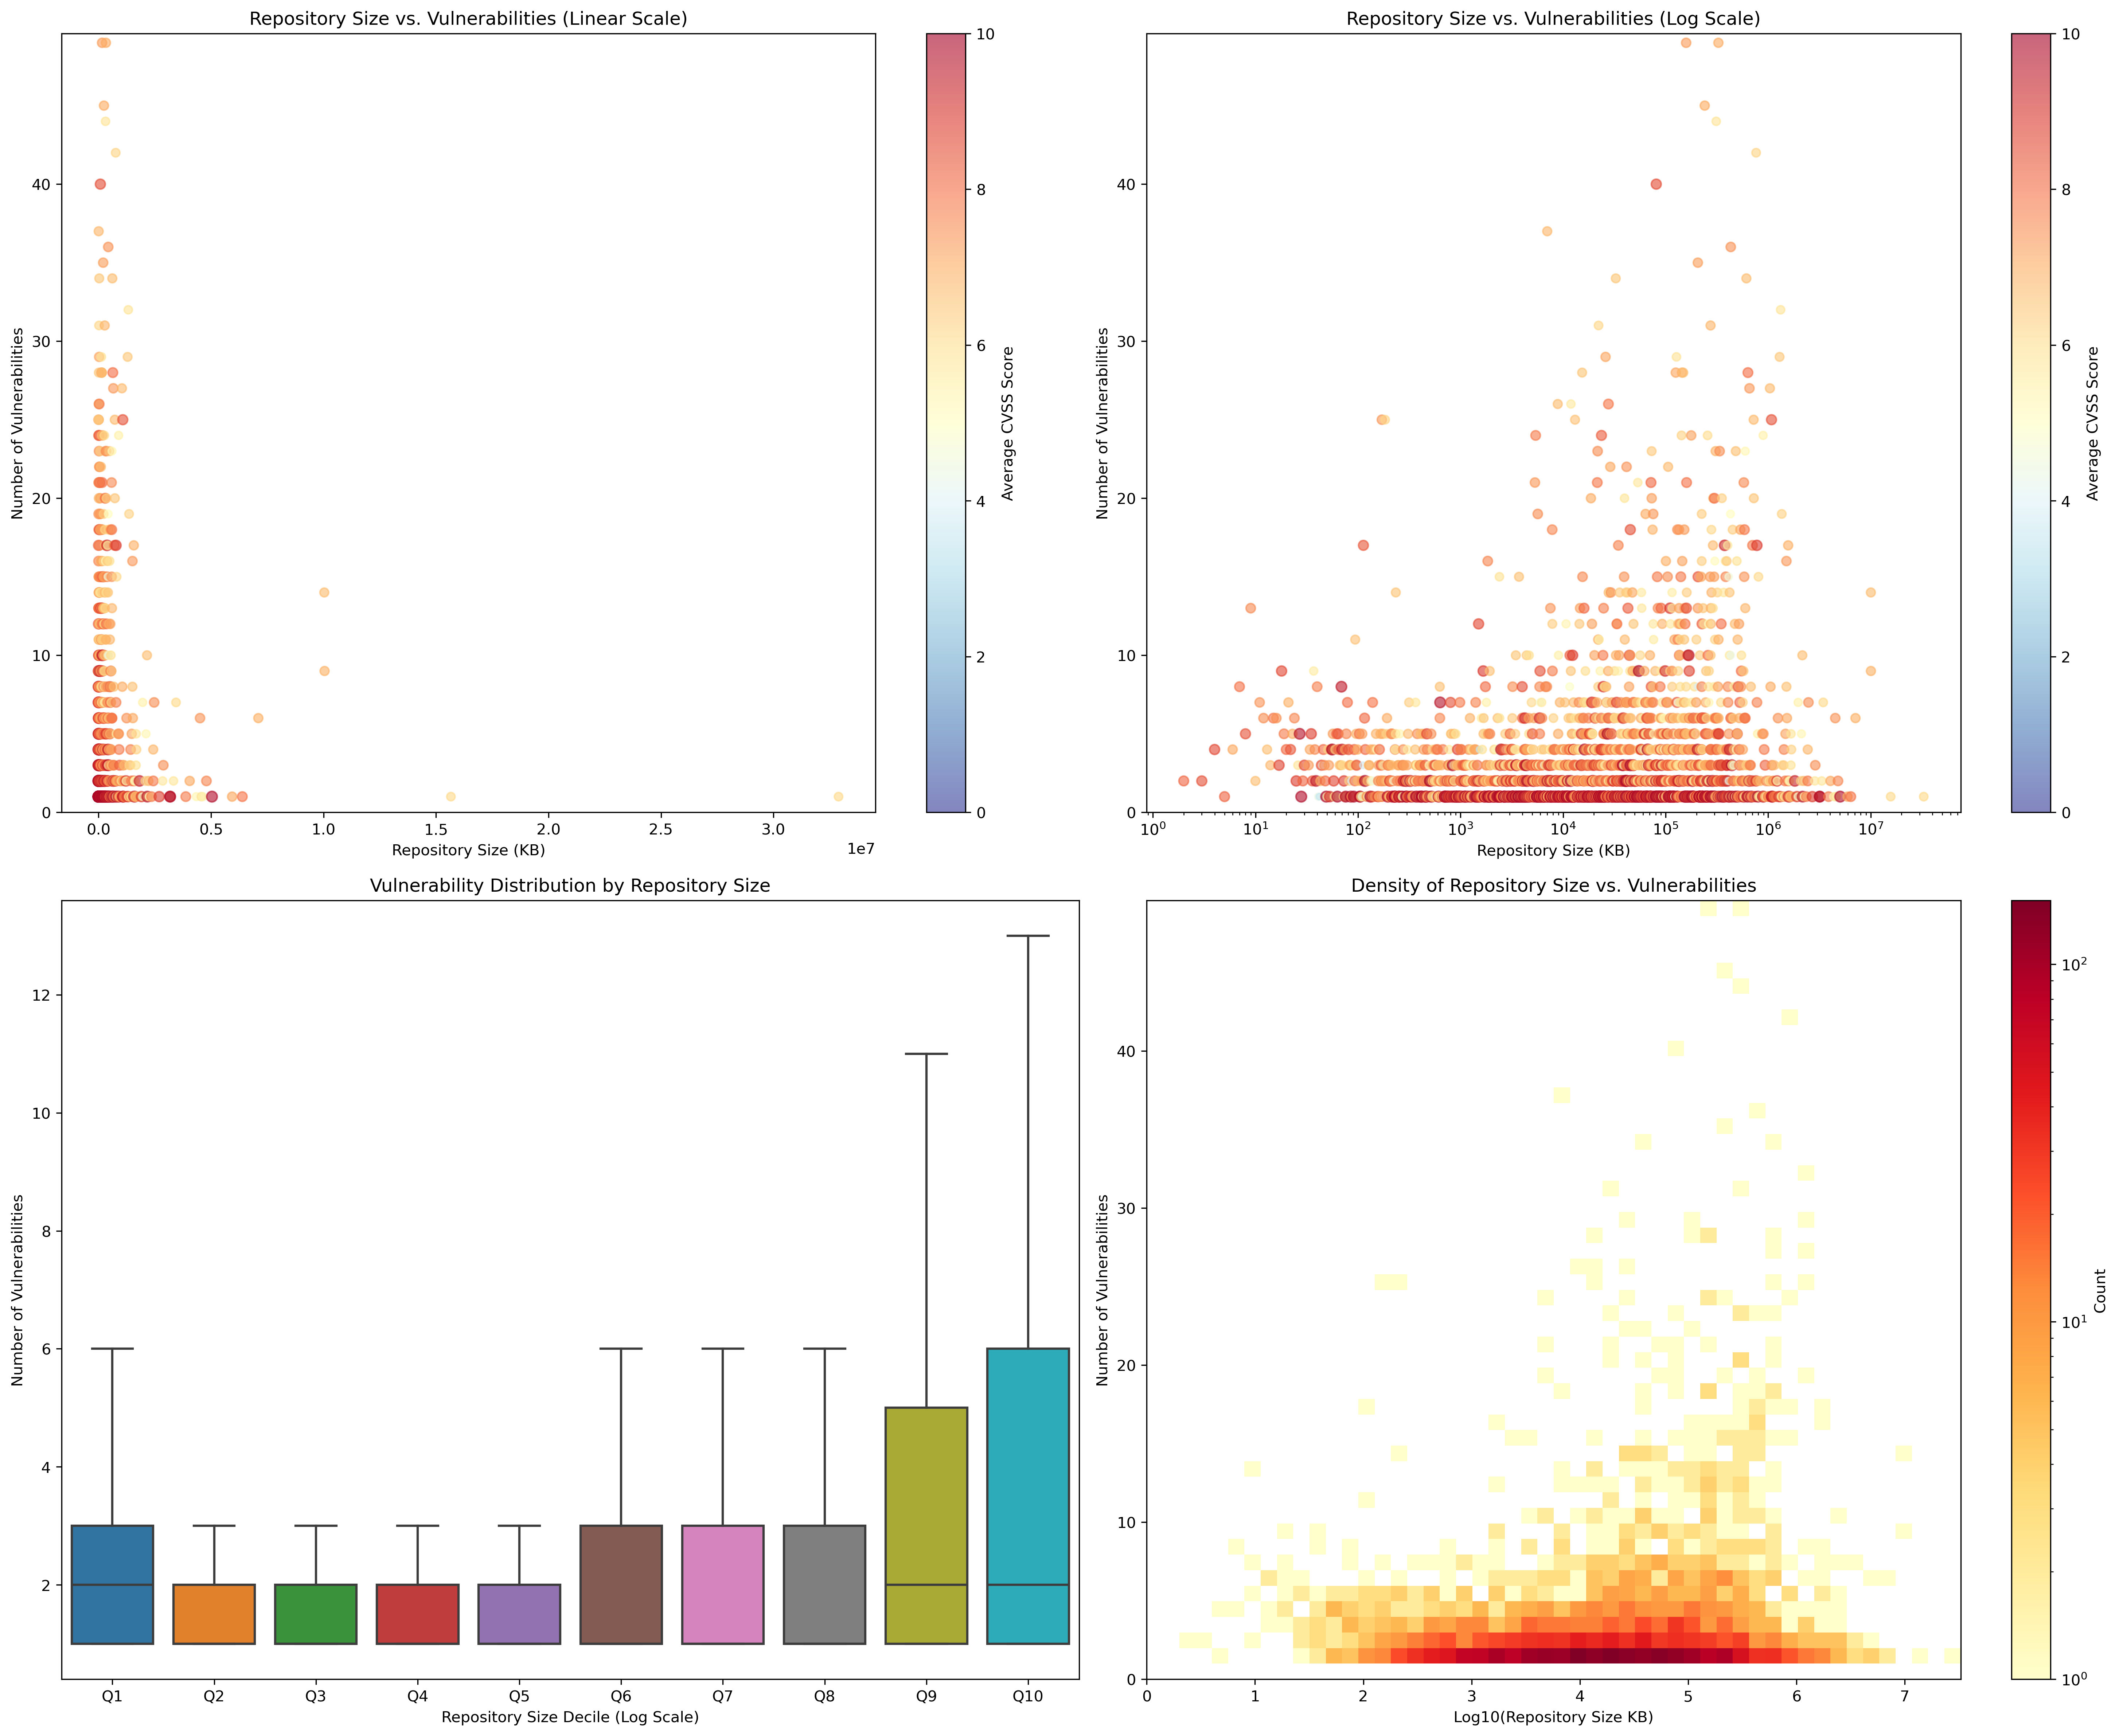 Repository Size vs. Vulnerabilities (Linear Scale)
Number of Vulnerabilities
40
30
20
10
0
0.0 0.5 1.0 1.5 2.0 2.5 3.0
1e7
Repository Size (KB)
10
8
6
4
2
0
Average CVSS Score
Repository Size vs. Vulnerabilities (Log Scale)
Number of Vulnerabilities
40
30
20
10
0
10⁰ 10¹ 10² 10³ 10⁴ 10⁵ 10⁶ 10⁷
Repository Size (KB)
10
8
6
4
2
0
Average CVSS Score
Vulnerability Distribution by Repository Size
Number of Vulnerabilities
12
10
8
6
4
2
Q1 Q2 Q3 Q4 Q5 Q6 Q7 Q8 Q9 Q10
Repository Size Decile (Log Scale)
Density of Repository Size vs. Vulnerabilities
Number of Vulnerabilities
40
30
20
10
0
0 1 2 3 4 5 6 7
Log10(Repository Size KB)
10²
10¹
10⁰
Count